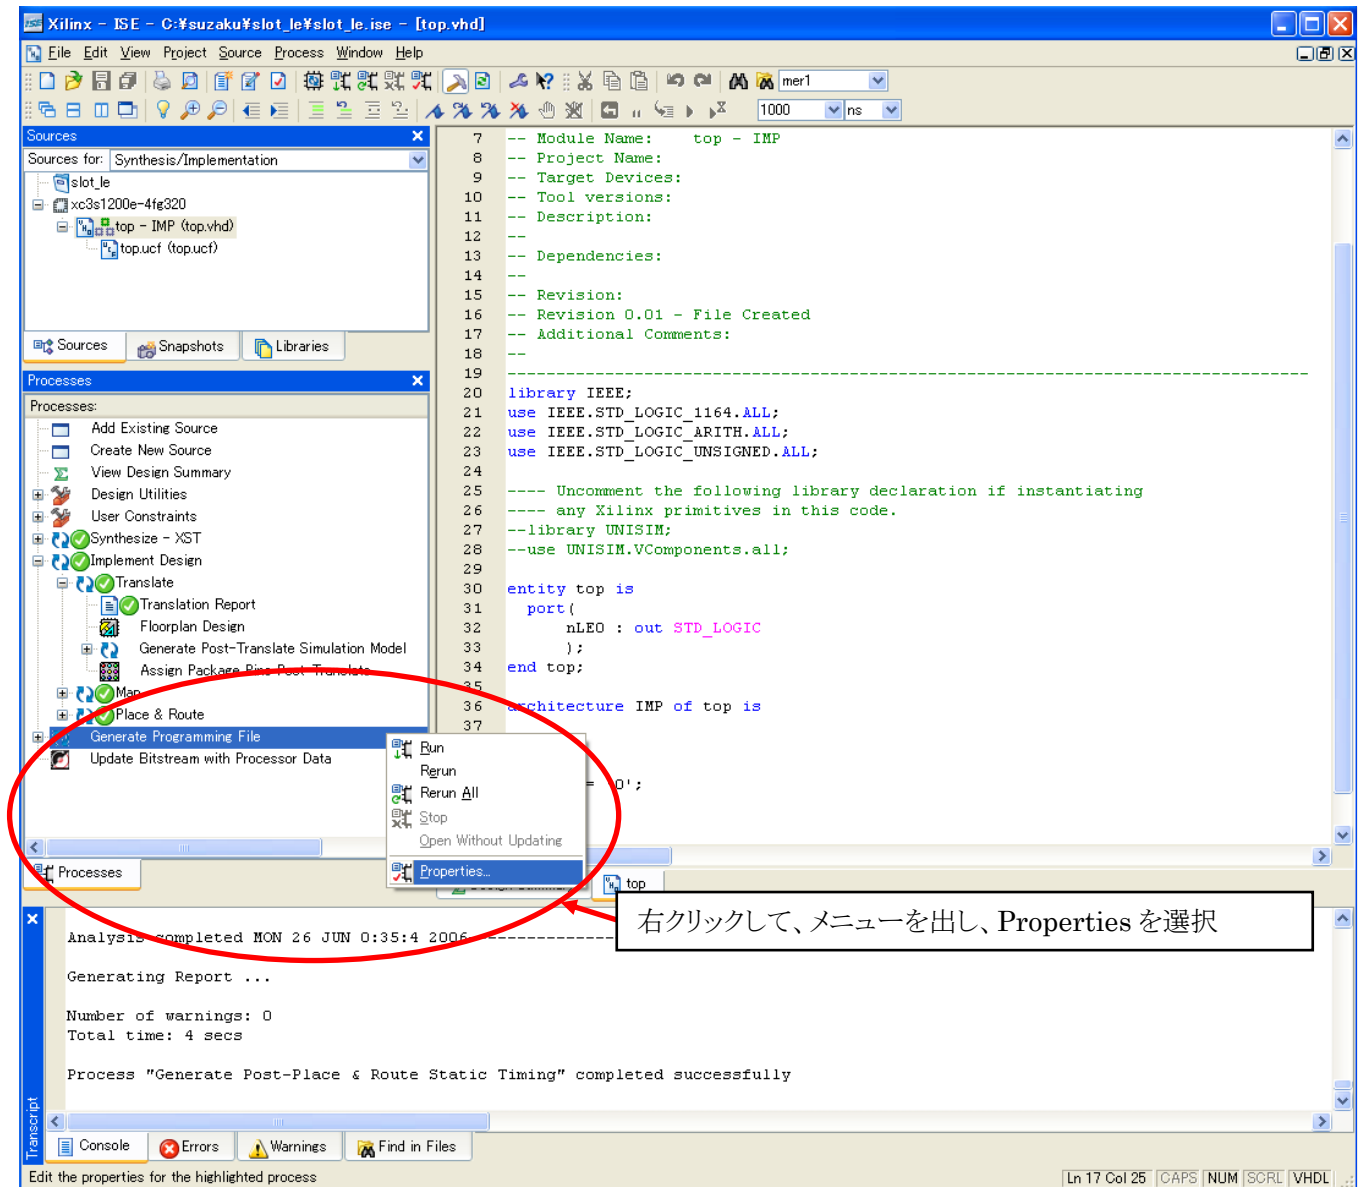 Xilinx - ISE - C:¥suzaku¥slot_le¥slot_le.ise - [top.vhd]
File Edit View Project Source Process Window Help
mer1
1000 ns
Sources
Sources for: Synthesis/Implementation
slot_le
xc3s1200e-4fg320
top - IMP (top.vhd)
top.ucf (top.ucf)
Sources Snapshots Libraries
Processes
Processes:
Add Existing Source
Create New Source
View Design Summary
Design Utilities
User Constraints
Synthesize - XST
Implement Design
Translate
Translation Report
Floorplan Design
Generate Post-Translate Simulation Model
Assign Package Pins Post-Translate
Map
Place & Route
Generate Programming File
Update Bitstream with Processor Data
Processes
7 -- Module Name: top - IMP
8 -- Project Name:
9 -- Target Devices:
10 -- Tool versions:
11 -- Description:
12 --
13 -- Dependencies:
14 --
15 -- Revision:
16 -- Revision 0.01 - File Created
17 -- Additional Comments:
18 --
19 ----------------------------------------------------------------------------------
20 library IEEE;
21 use IEEE.STD_LOGIC_1164.ALL;
22 use IEEE.STD_LOGIC_ARITH.ALL;
23 use IEEE.STD_LOGIC_UNSIGNED.ALL;
24
25 ---- Uncomment the following library declaration if instantiating
26 ---- any Xilinx primitives in this code.
27 --library UNISIM;
28 --use UNISIM.VComponents.all;
29
30 entity top is
31 port(
32 nLE0 : out STD_LOGIC
33 );
34 end top;
35
36 architecture IMP of top is
37
= '0';
Run
Rerun
Rerun All
Stop
Open Without Updating
Properties...
Design Summary top
右クリックして、メニューを出し、Properties を選択
Analysis completed MON 26 JUN 0:35:4 2006 ---------------
Generating Report ...
Number of warnings: 0
Total time: 4 secs
Process "Generate Post-Place & Route Static Timing" completed successfully
Transcript
Console Errors Warnings Find in Files
Edit the properties for the highlighted process
Ln 17 Col 25 CAPS NUM SCRL VHDL